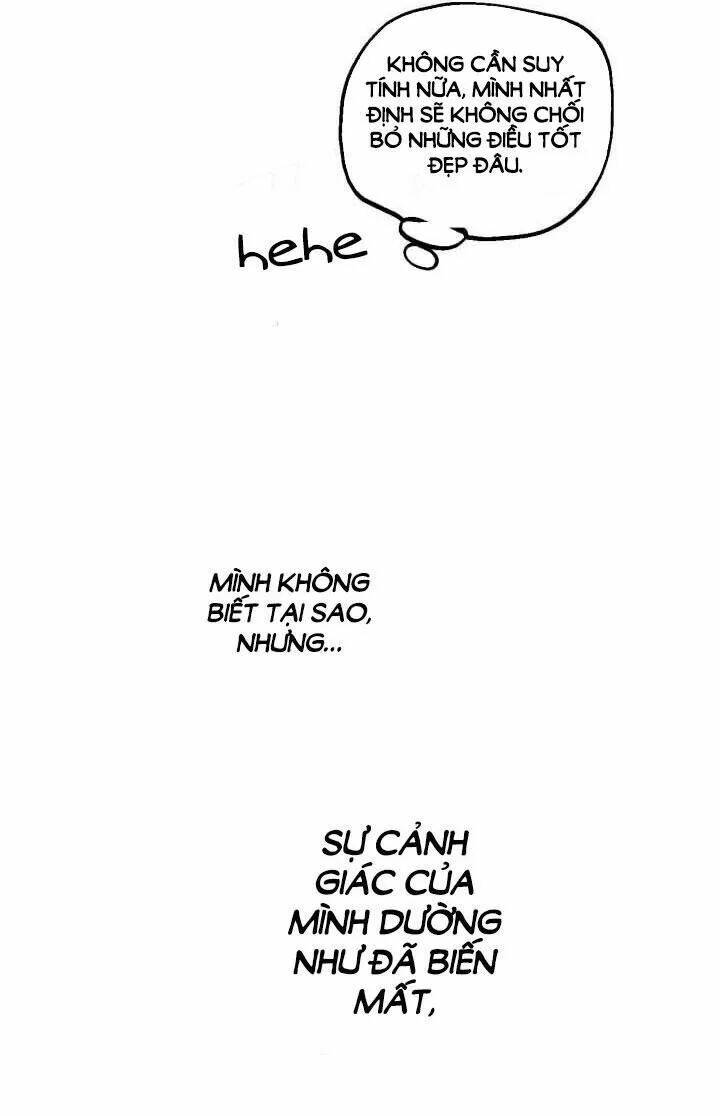 KHÔNG CẦN SUY
TÍNH NỮA, MÌNH NHẤT
ĐỊNH SẼ KHÔNG CHỐI
BỎ NHỮNG ĐIỀU TỐT
ĐẸP ĐÂU.
hehe
MÌNH KHÔNG
BIẾT TẠI SAO,
NHƯNG...
SỰ CẢNH
GIÁC CỦA
MÌNH DƯỜNG
NHƯ ĐÃ BIẾN
MẤT,